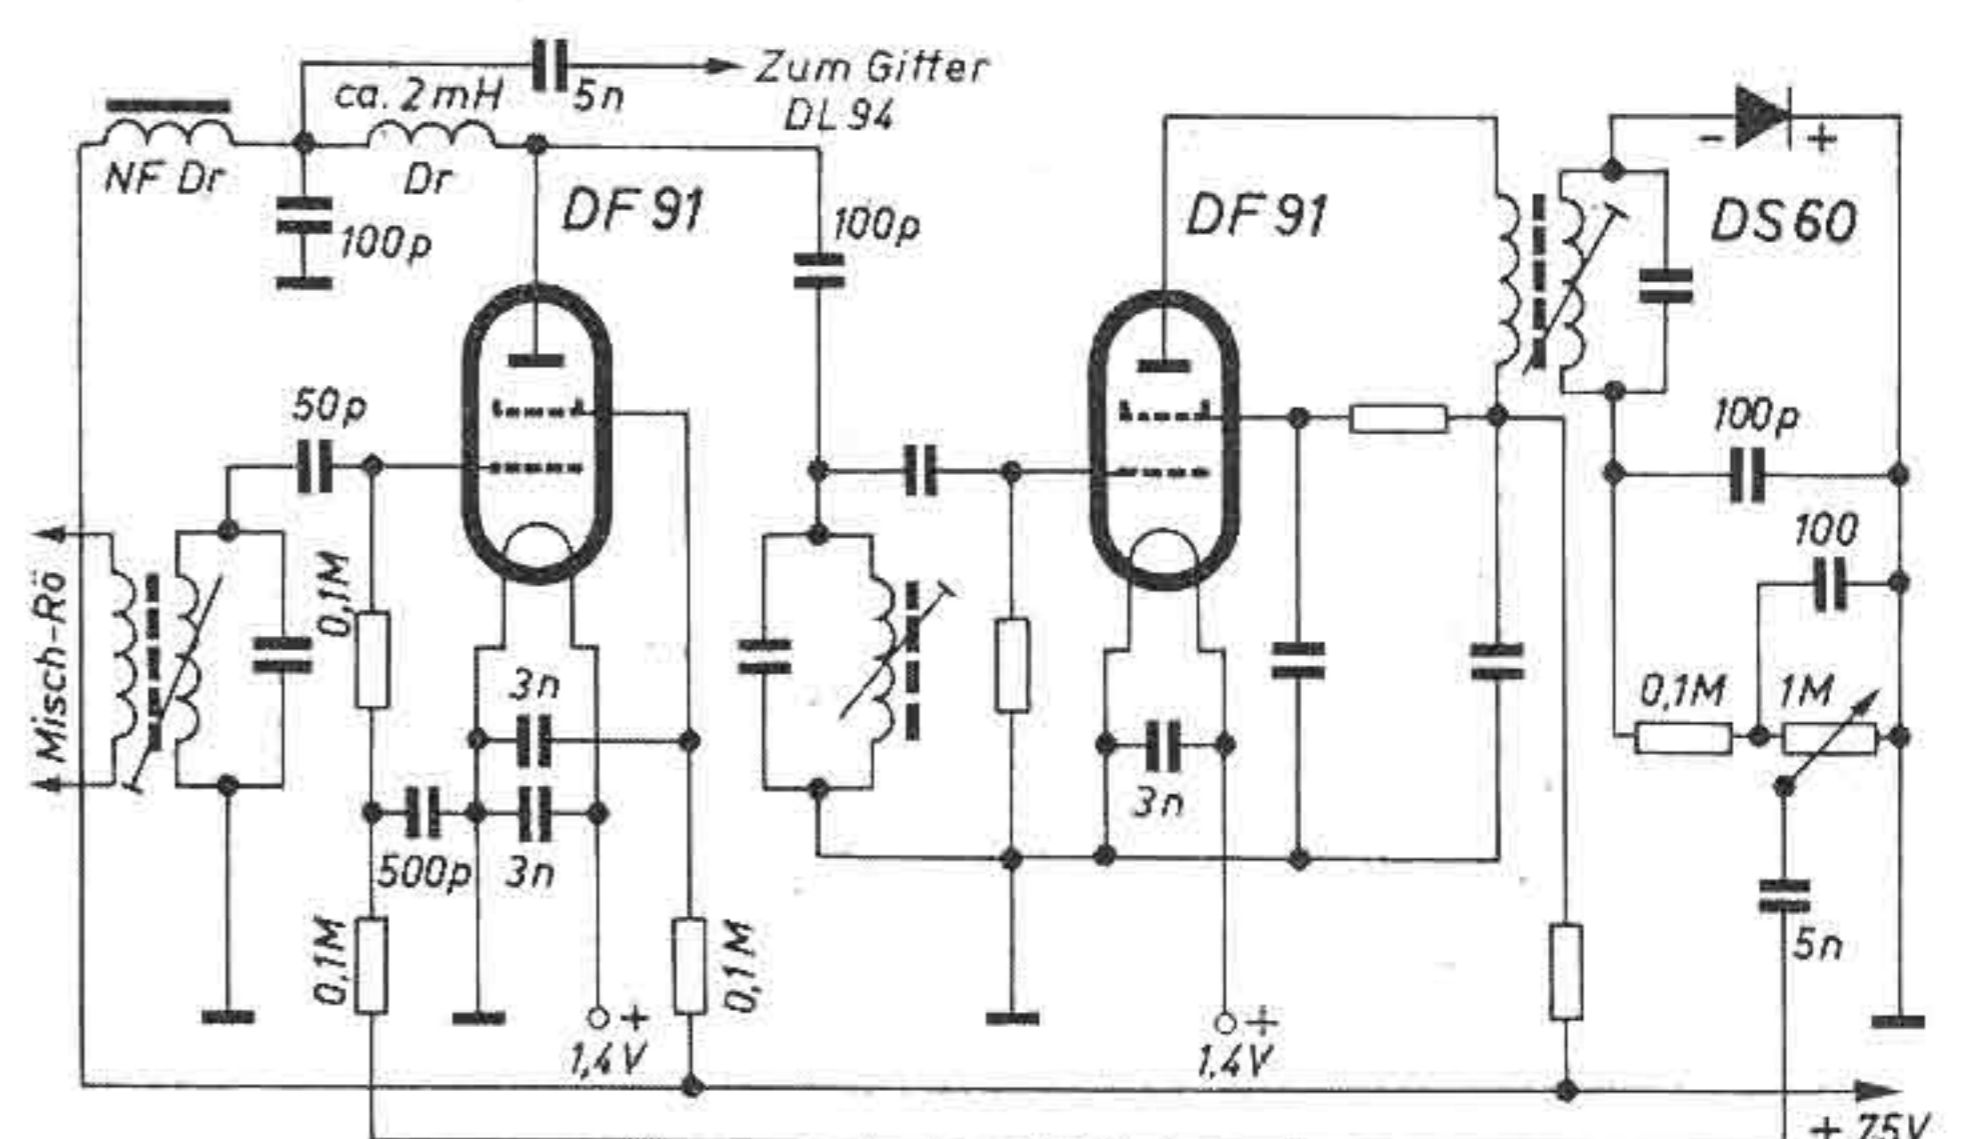 Zum Gitter
DL 94
5n
ca. 2 mH
NF Dr
Dr
100p
DF 91
100p
DF 91
DS 60
- +
50p
100p
100
Misch-Rö
0,1M
3n
0,1M
1M
3n
500p
3n
5n
0,1M
+
1,4V
0,1M
+
1,4V
+ 75V